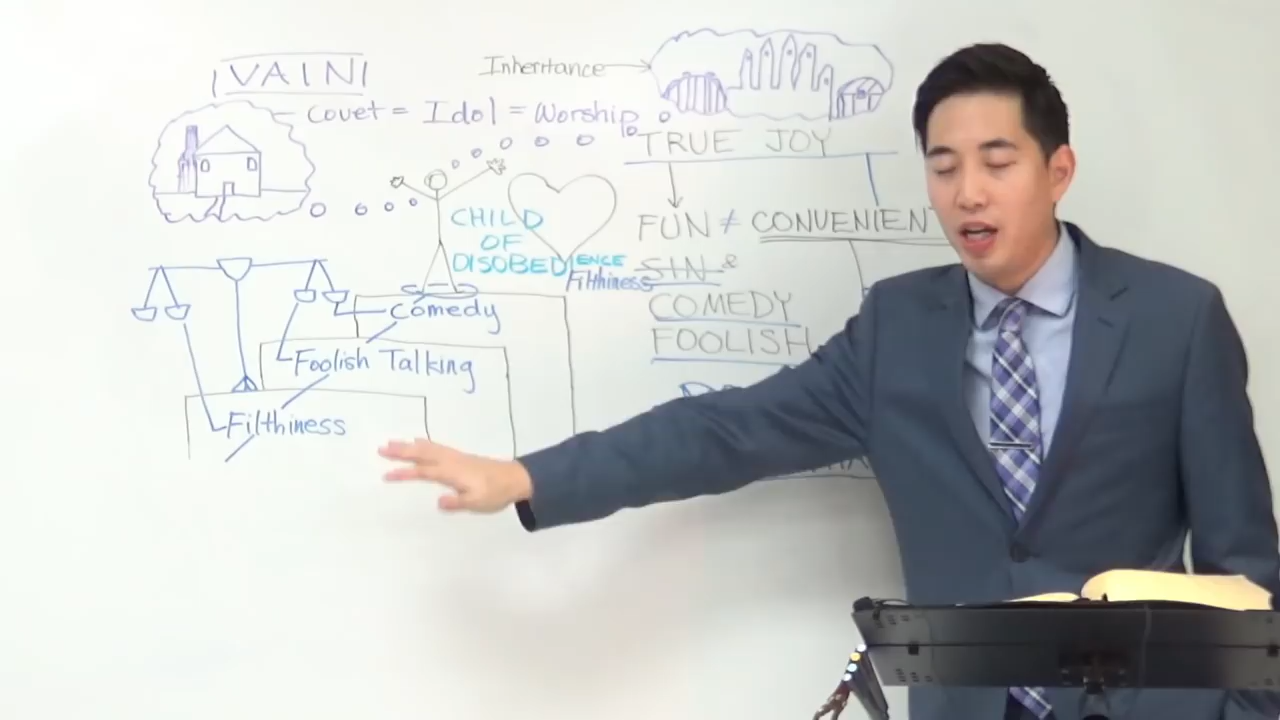 VAIN
Covet = Idol = Worship
Inheritance
TRUE JOY
CHILD
OF
DISOBEDIENCE
Filthiness
FUN ≠ CONVENIENT
SIN &
COMEDY
FOOLISH
Comedy
Foolish Talking
Filthiness